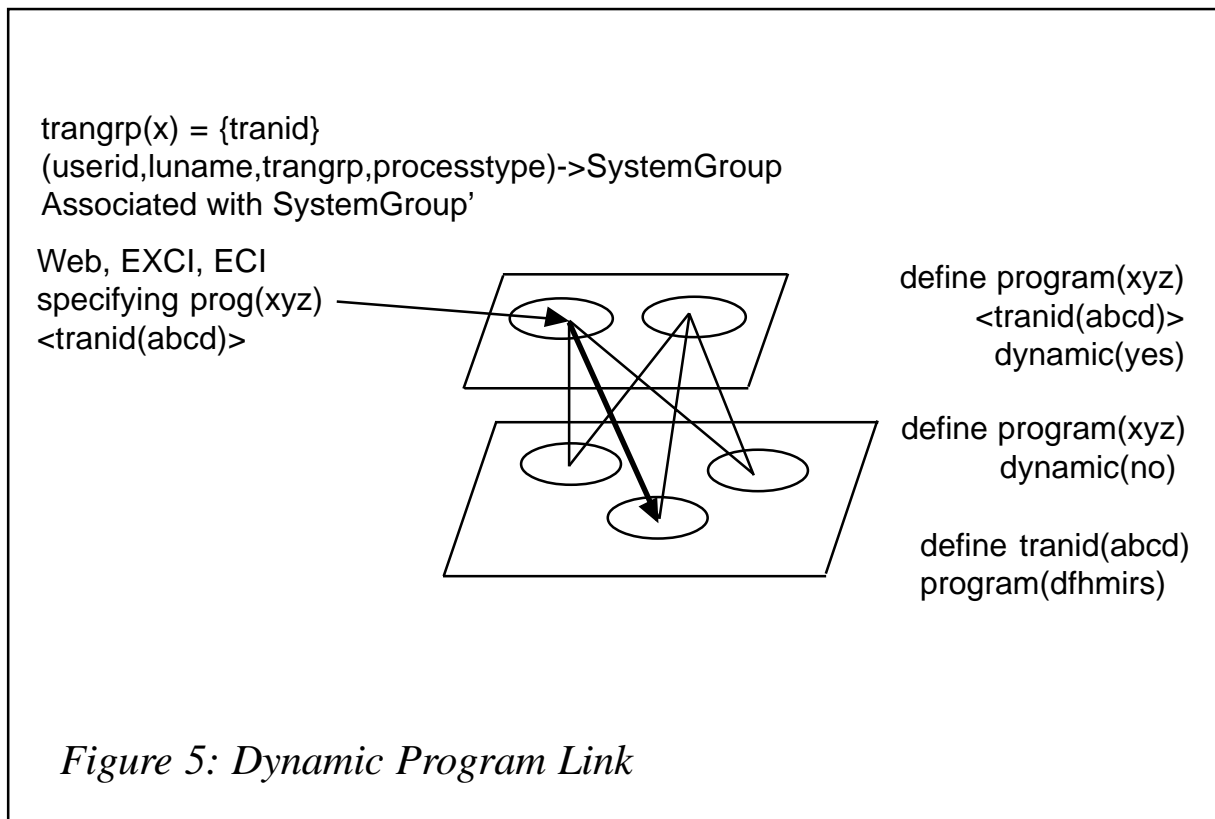 trangrp(x) = {tranid}
(userid,luname,trangrp,processtype)->SystemGroup
Associated with SystemGroup'
Web, EXCI, ECI
specifying prog(xyz)
<tranid(abcd)>
define program(xyz)
<tranid(abcd)>
dynamic(yes)
define program(xyz)
dynamic(no)
define tranid(abcd)
program(dfhmirs)
Figure 5: Dynamic Program Link